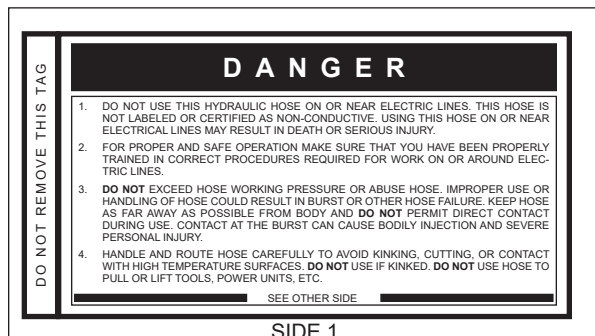 DO NOT REMOVE THIS TAG
DANGER
1. DO NOT USE THIS HYDRAULIC HOSE ON OR NEAR ELECTRIC LINES. THIS HOSE IS
NOT LABELED OR CERTIFIED AS NON-CONDUCTIVE. USING THIS HOSE ON OR NEAR
ELECTRICAL LINES MAY RESULT IN DEATH OR SERIOUS INJURY.
2. FOR PROPER AND SAFE OPERATION MAKE SURE THAT YOU HAVE BEEN PROPERLY
TRAINED IN CORRECT PROCEDURES REQUIRED FOR WORK ON OR AROUND ELEC-
TRIC LINES.
3. DO NOT EXCEED HOSE WORKING PRESSURE OR ABUSE HOSE. IMPROPER USE OR
HANDLING OF HOSE COULD RESULT IN BURST OR OTHER HOSE FAILURE. KEEP HOSE
AS FAR AWAY AS POSSIBLE FROM BODY AND DO NOT PERMIT DIRECT CONTACT
DURING USE. CONTACT AT THE BURST CAN CAUSE BODILY INJECTION AND SEVERE
PERSONAL INJURY.
4. HANDLE AND ROUTE HOSE CAREFULLY TO AVOID KINKING, CUTTING, OR CONTACT
WITH HIGH TEMPERATURE SURFACES. DO NOT USE IF KINKED. DO NOT USE HOSE TO
PULL OR LIFT TOOLS, POWER UNITS, ETC.
SEE OTHER SIDE
SIDE 1